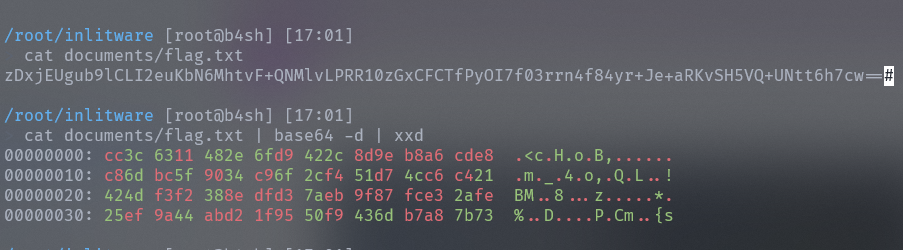 /root/inlitware [root@b4sh] [17:01]
cat documents/flag.txt
zDxjEUgub9lCLI2euKbN6MhtvF+QNMlvLPRR10zGxCFCTfPyOI7f03rrn4f84yr+Je+aRKvSH5VQ+UNtt6h7cw==#
/root/inlitware [root@b4sh] [17:01]
cat documents/flag.txt | base64 -d | xxd
00000000: cc3c 6311 482e 6fd9 422c 8d9e b8a6 cde8  .<c.H.o.B,......
00000010: c86d bc5f 9034 c96f 2cf4 51d7 4cc6 c421  .m._.4.o,.Q.L..!
00000020: 424d f3f2 388e dfd3 7aeb 9f87 fce3 2afe  BM..8...z.....*.
00000030: 25ef 9a44 abd2 1f95 50f9 436d b7a8 7b73  %..D....P.Cm..{s